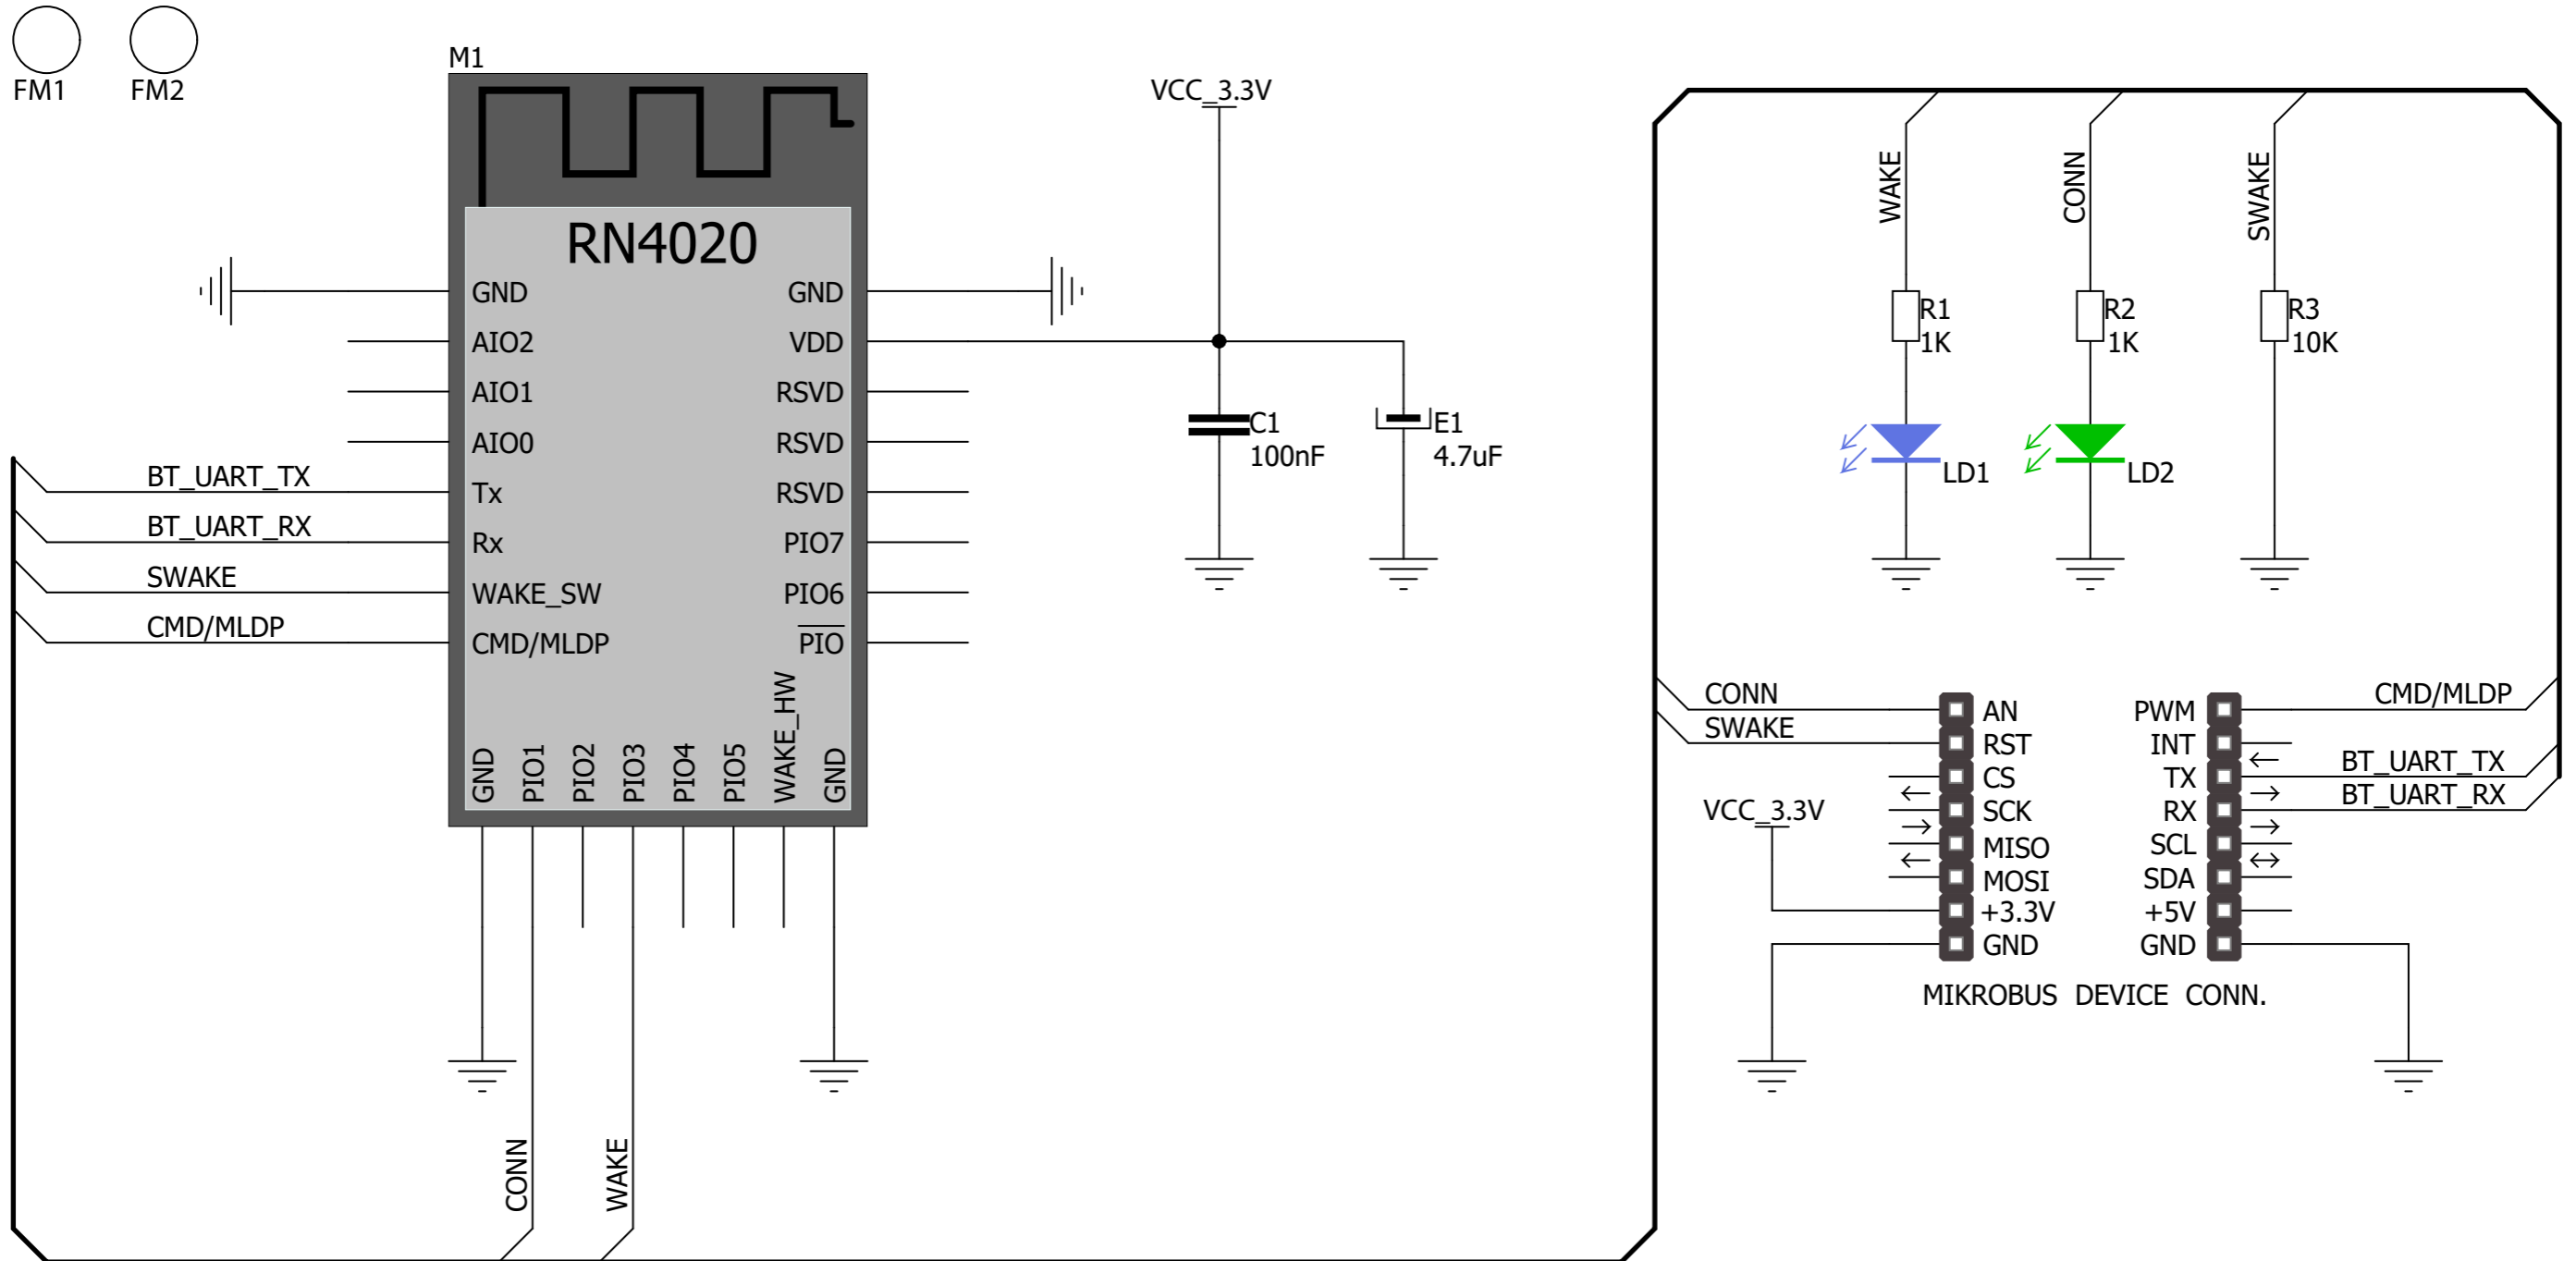 FM1
FM2
M1
RN4020
GND
AIO2
AIO1
AIO0
Tx
Rx
WAKE_SW
CMD/MLDP
GND
VDD
RSVD
RSVD
RSVD
PIO7
PIO6
PIO
GND
PIO1
PIO2
PIO3
PIO4
PIO5
WAKE_HW
GND
BT_UART_TX
BT_UART_RX
SWAKE
CMD/MLDP
CONN
WAKE
VCC_3.3V
C1
100nF
E1
4.7uF
WAKE
CONN
SWAKE
R1
1K
R2
1K
R3
10K
LD1
LD2
CONN
SWAKE
VCC_3.3V
AN
RST
CS
SCK
MISO
MOSI
+3.3V
GND
PWM
INT
TX
RX
SCL
SDA
+5V
GND
CMD/MLDP
BT_UART_TX
BT_UART_RX
MIKROBUS DEVICE CONN.